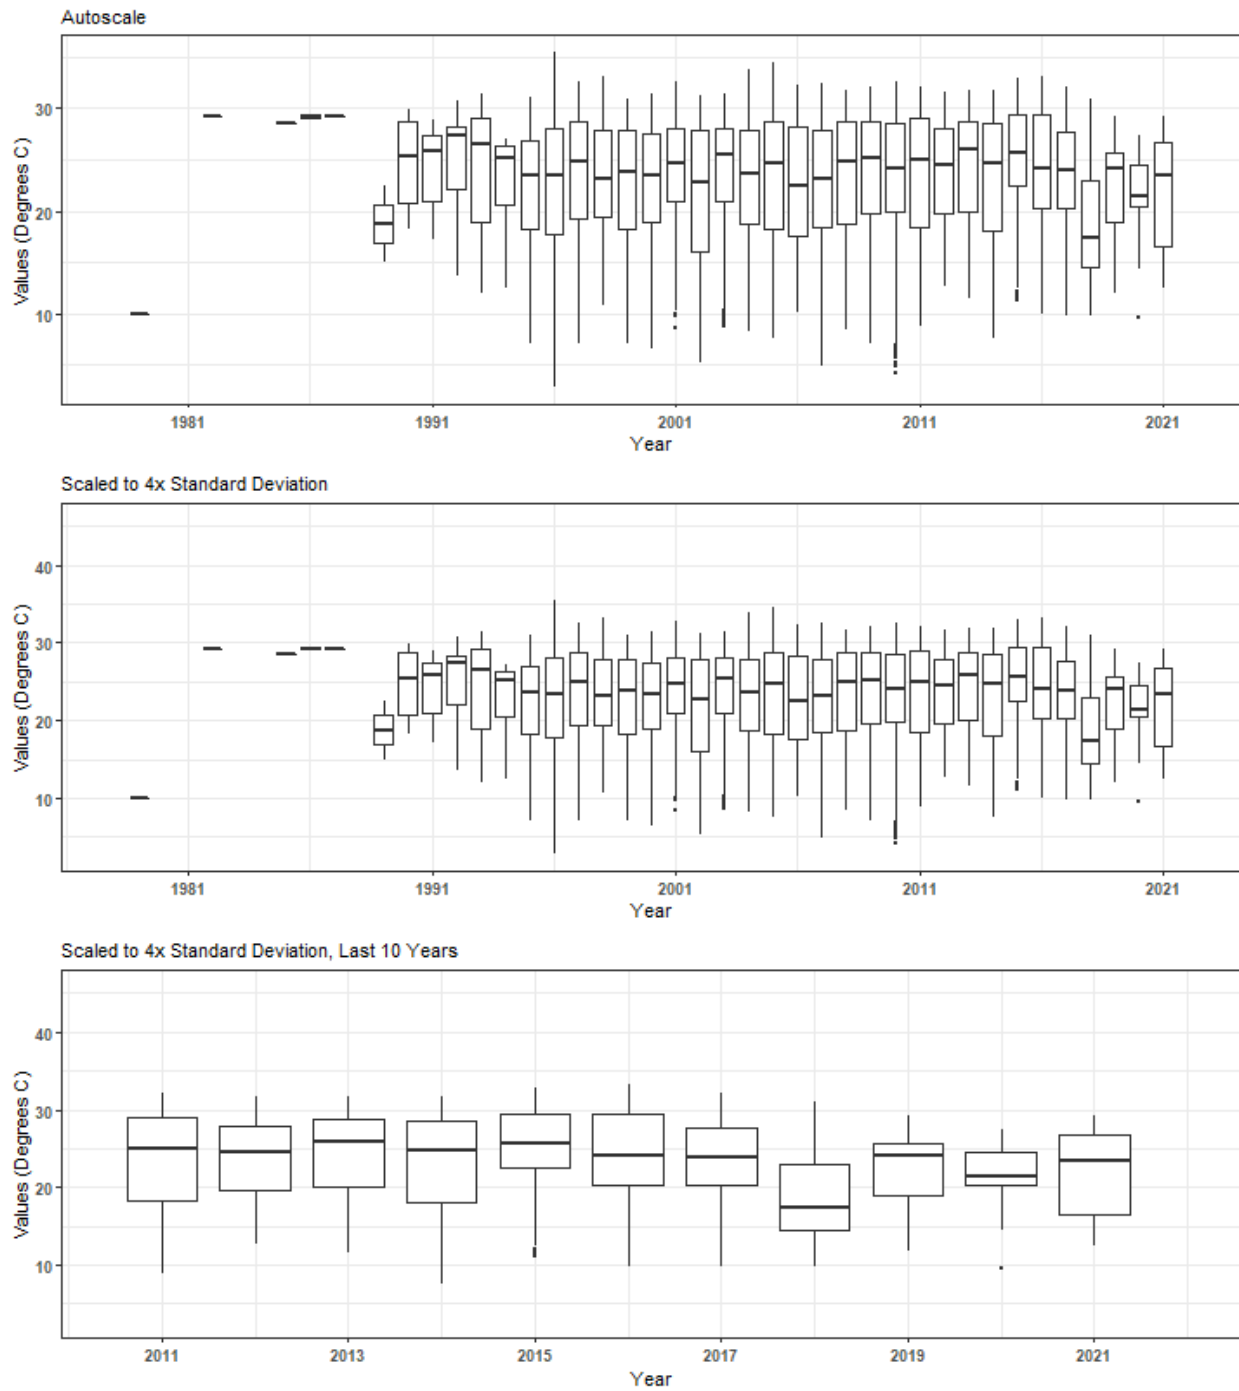 Autoscale
Values (Degrees C)
30
20
10
1981 1991 2001 2011 2021
Year
Scaled to 4x Standard Deviation
Values (Degrees C)
40
30
20
10
1981 1991 2001 2011 2021
Year
Scaled to 4x Standard Deviation, Last 10 Years
Values (Degrees C)
40
30
20
10
2011 2013 2015 2017 2019 2021
Year